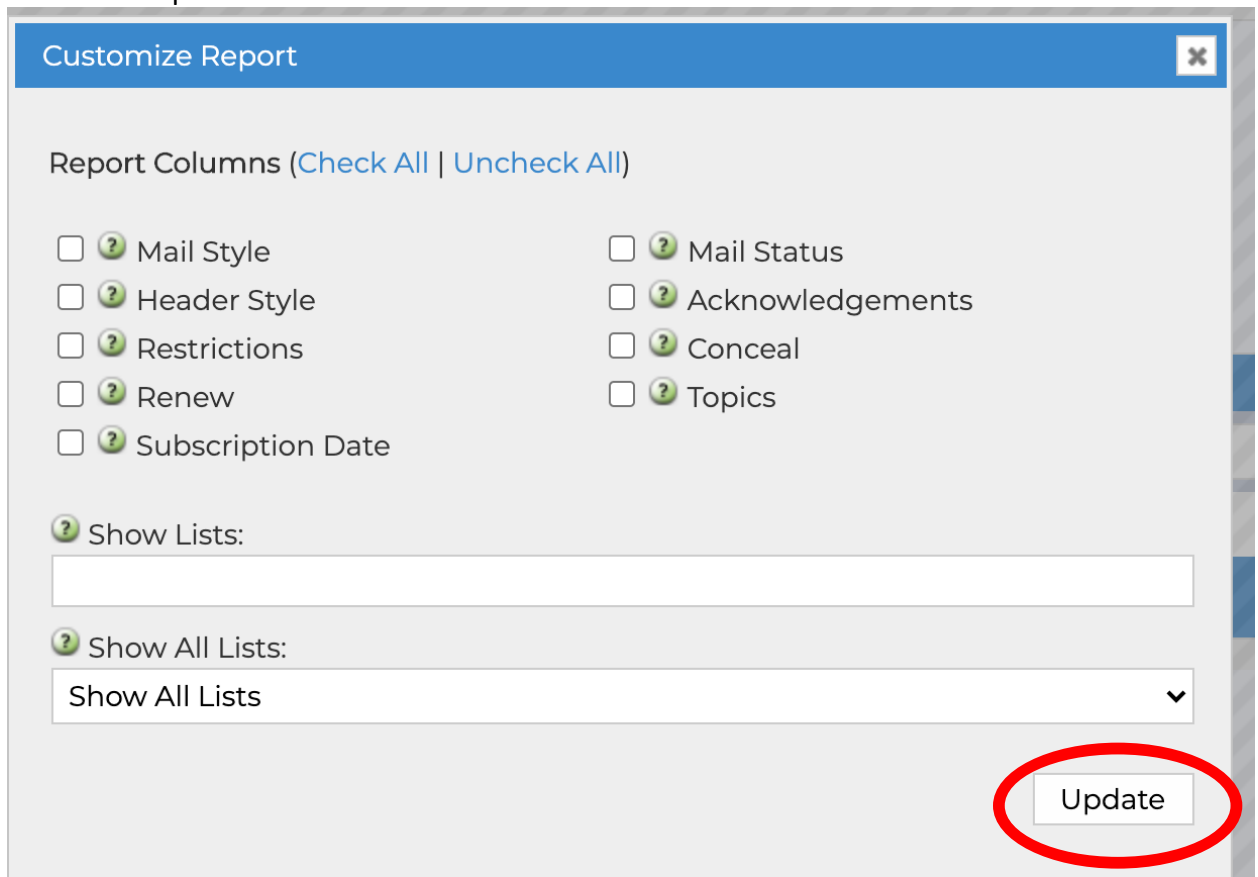 Customize Report
Report Columns (Check All | Uncheck All)
Mail Style
Mail Status
Header Style
Acknowledgements
Restrictions
Conceal
Renew
Topics
Subscription Date
Show Lists:
Show All Lists:
Show All Lists
Update